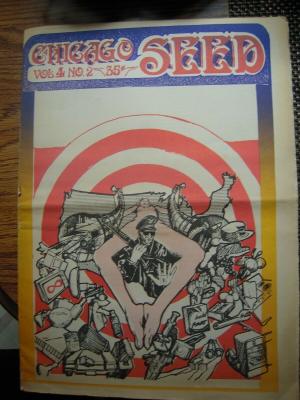 CHICAGO SEED
VOL 4 NO. 2 35¢